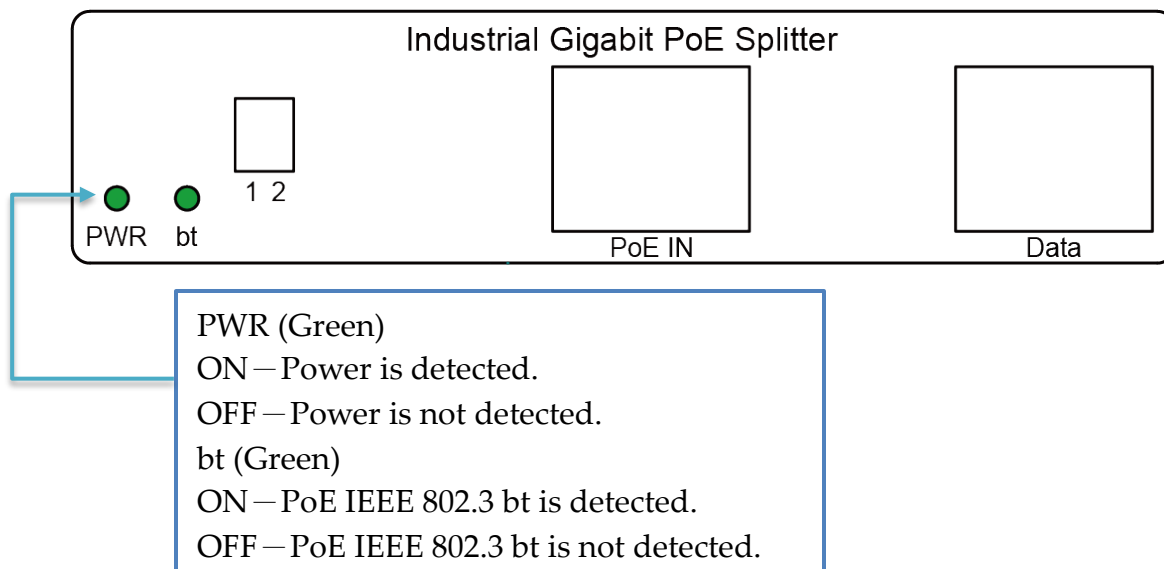 Industrial Gigabit PoE Splitter
1 2
PWR bt
PoE IN
Data
PWR (Green)
ON—Power is detected.
OFF—Power is not detected.
bt (Green)
ON—PoE IEEE 802.3 bt is detected.
OFF—PoE IEEE 802.3 bt is not detected.